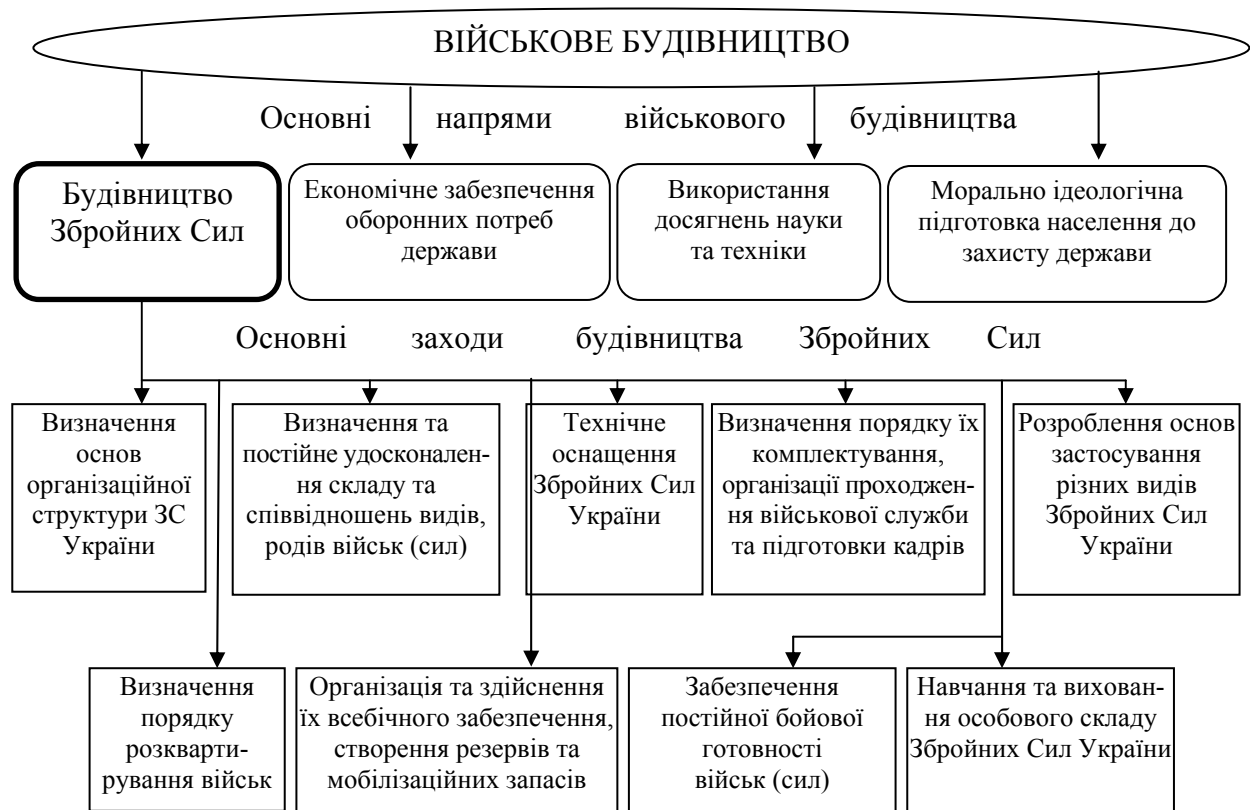 ВІЙСЬКОВЕ БУДІВНИЦТВО
Основні напрями військового будівництва
Будівництво
Збройних Сил
Економічне забезпечення
оборонних потреб
держави
Використання
досягнень науки
та техніки
Морально ідеологічна
підготовка населення до
захисту держави
Основні заходи будівництва Збройних Сил
Визначення
основ
організаційної
структури ЗС
України
Визначення та
постійне удосконален-
ня складу та
співвідношень видів,
родів військ (сил)
Технічне
оснащення
Збройних Сил
України
Визначення порядку їх
комплектування,
організації проходжен-
ня військової служби
та підготовки кадрів
Розроблення основ
застосування
різних видів
Збройних Сил
України
Визначення
порядку
розкварти-
рування військ
Організація та здійснення
їх всебічного забезпечення,
створення резервів та
мобілізаційних запасів
Забезпечення
постійної бойової
готовності
військ (сил)
Навчання та вихован-
ня особового складу
Збройних Сил України